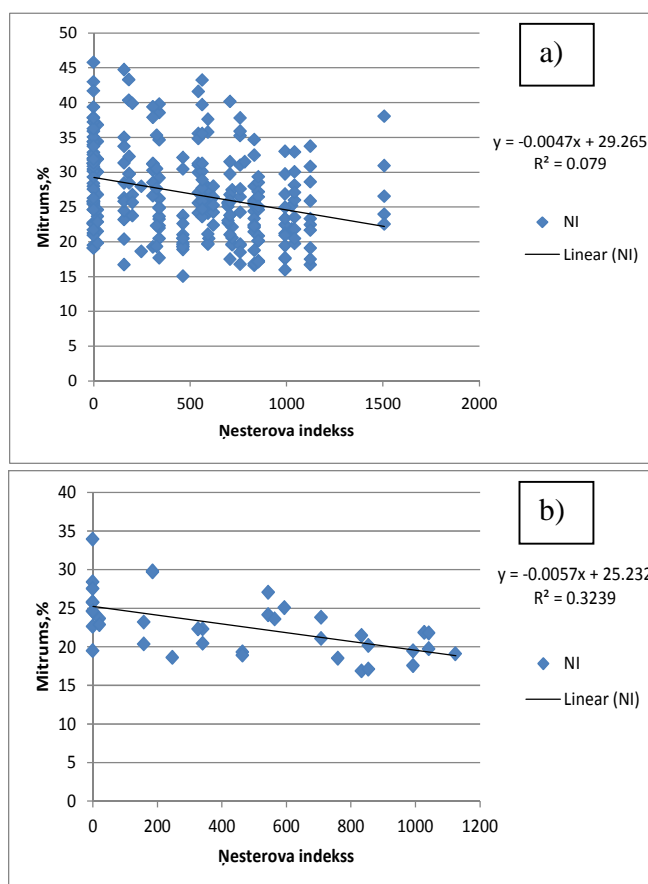 a)
50
45
40
35
30
25
20
15
10
5
0
Mitrums,%
0 500 1000 1500 2000
Ņesterova indekss
y = -0.0047x + 29.265
R² = 0.079
NI
Linear (NI)
b)
40
35
30
25
20
15
10
5
0
Mitrums,%
0 200 400 600 800 1000 1200
Ņesterova indekss
y = -0.0057x + 25.232
R² = 0.3239
NI
Linear (NI)